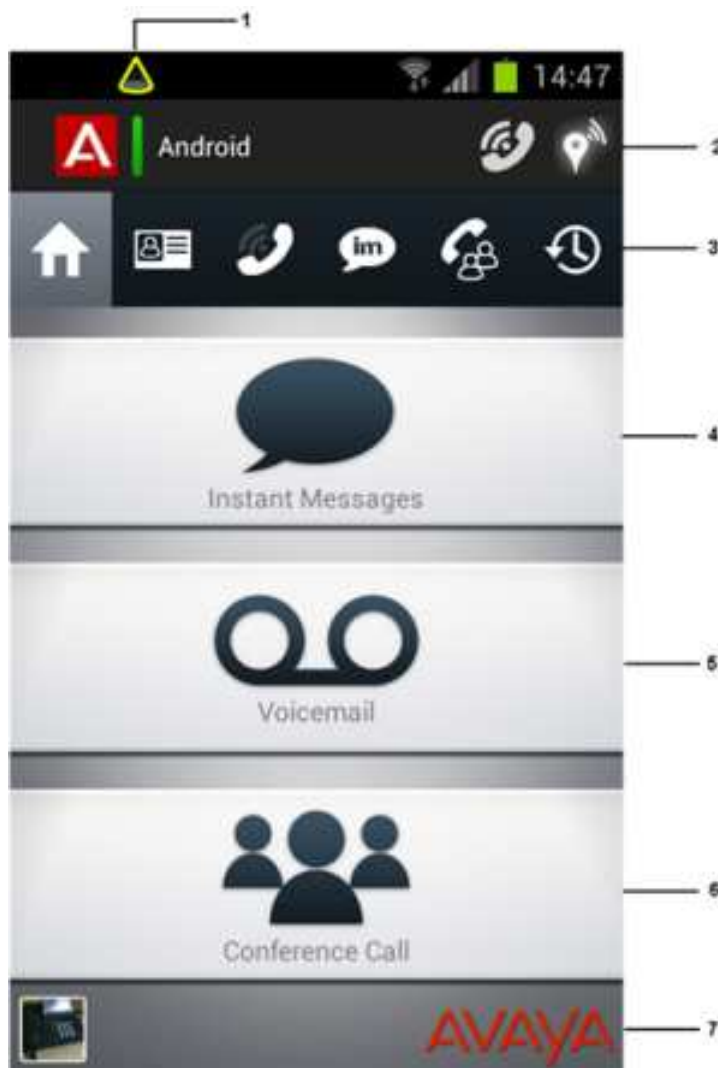 1
14:47
A Android
2
im
3
Instant Messages
4
Voicemail
5
Conference Call
6
AVAYA
7